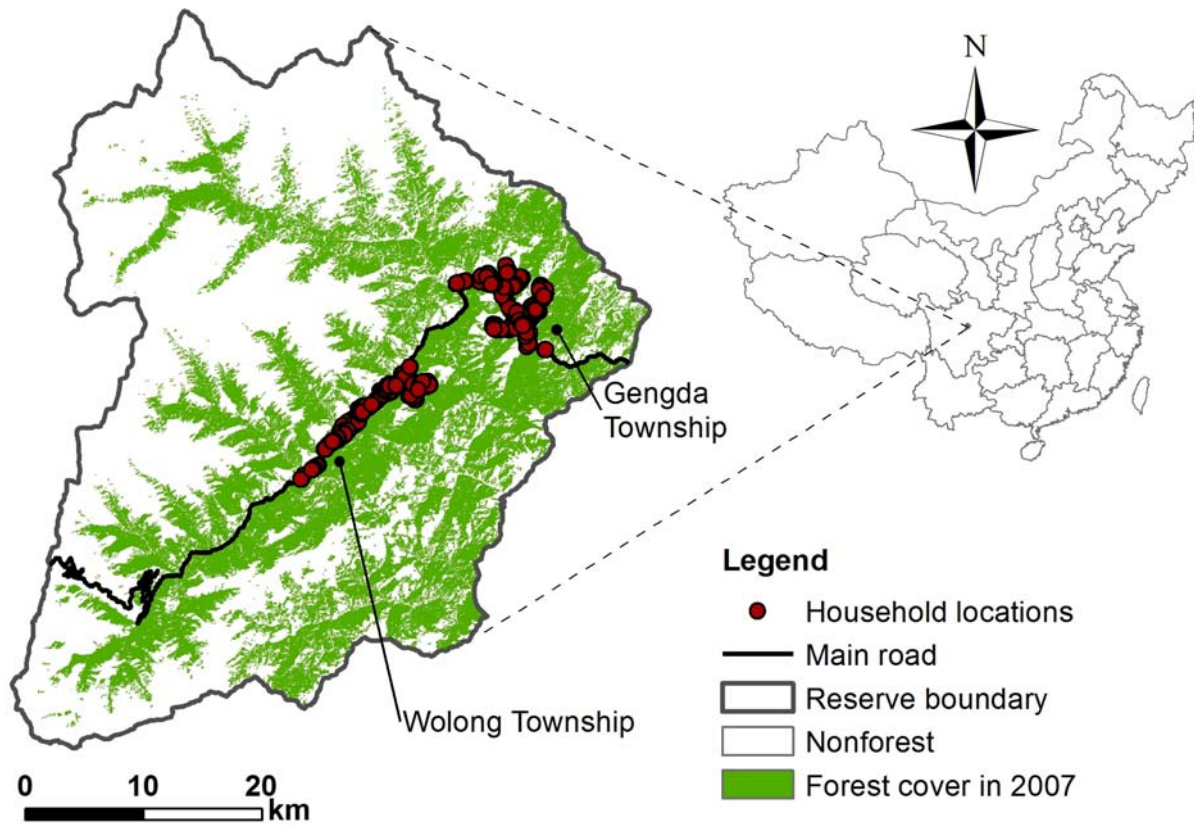 N
Gengda
Township
Wolong Township
0 10 20
km
Legend
Household locations
Main road
Reserve boundary
Nonforest
Forest cover in 2007